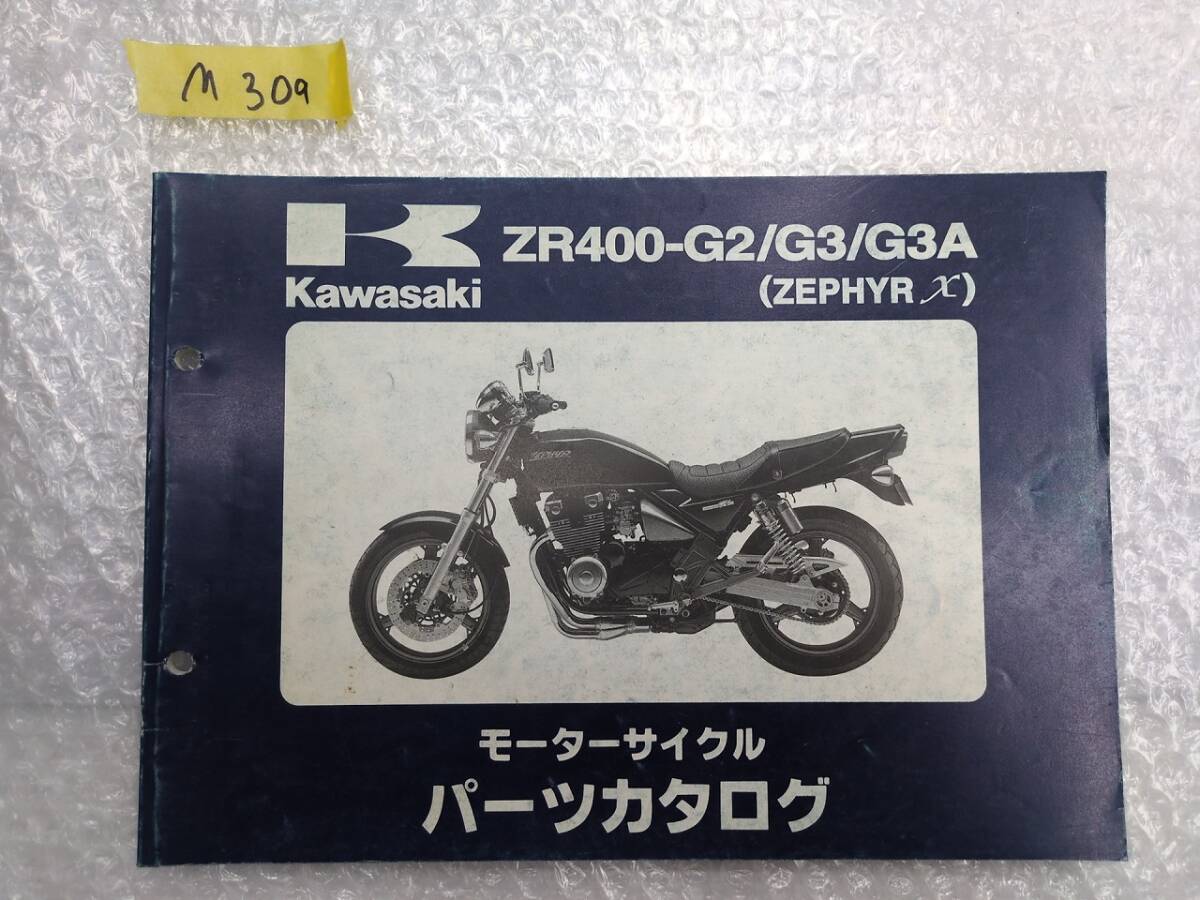 M 309
Kawasaki
ZR400-G2/G3/G3A
(ZEPHYR χ)
ZEPHYR
モーターサイクル
パーツカタログ